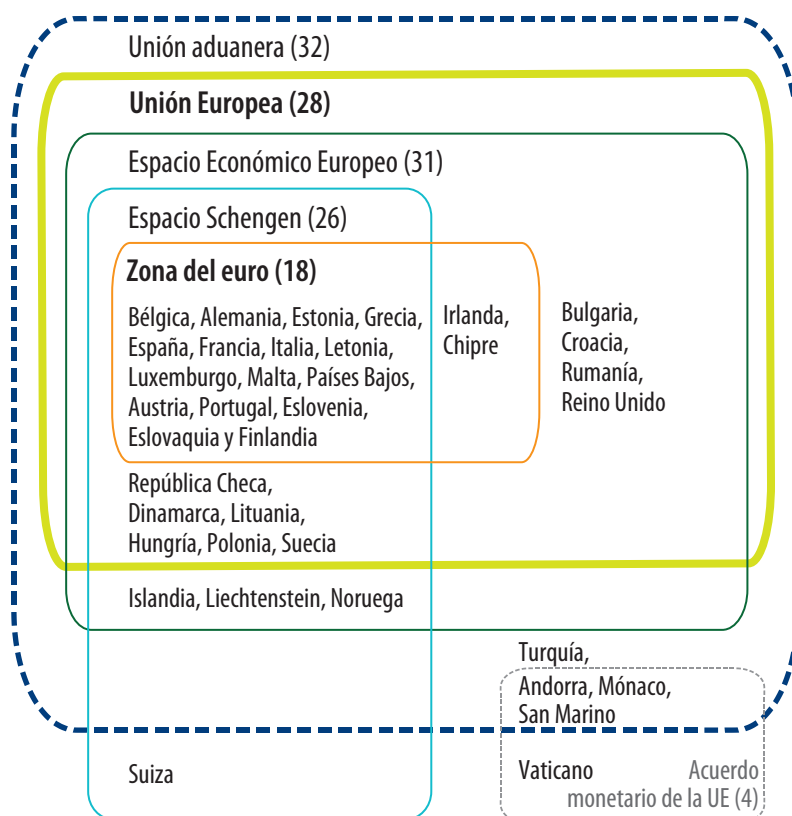 Unión aduanera (32)
Unión Europea (28)
Espacio Económico Europeo (31)
Espacio Schengen (26)
Zona del euro (18)
Bélgica, Alemania, Estonia, Grecia,
España, Francia, Italia, Letonia,
Luxemburgo, Malta, Países Bajos,
Austria, Portugal, Eslovenia,
Eslovaquia y Finlandia
Irlanda,
Chipre
Bulgaria,
Croacia,
Rumanía,
Reino Unido
República Checa,
Dinamarca, Lituania,
Hungría, Polonia, Suecia
Islandia, Liechtenstein, Noruega
Turquía,
Andorra, Mónaco,
San Marino
Suiza
Vaticano Acuerdo
monetario de la UE (4)